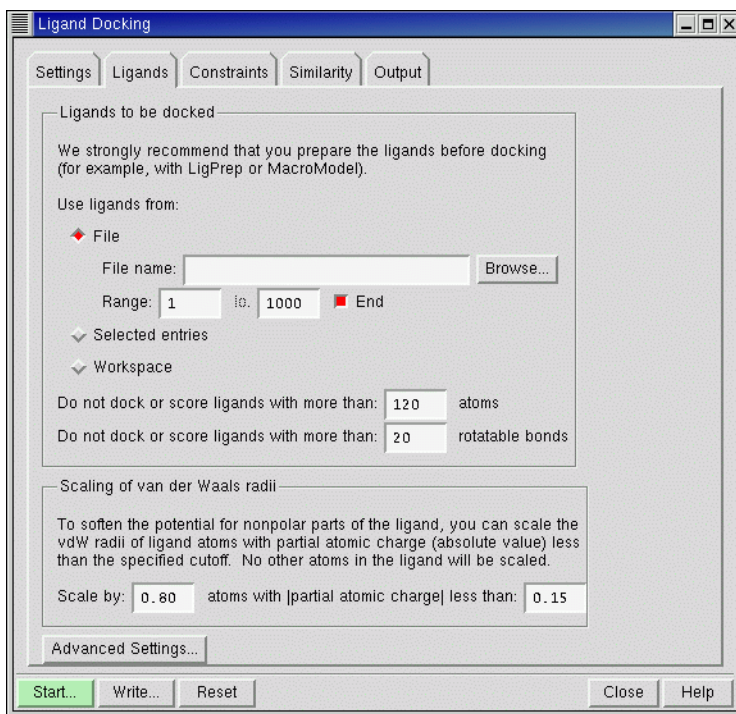 Ligand Docking
Settings Ligands Constraints Similarity Output
Ligands to be docked
We strongly recommend that you prepare the ligands before docking
(for example, with LigPrep or MacroModel).
Use ligands from:
File
File name: Browse...
Range: 1 to: 1000 End
Selected entries
Workspace
Do not dock or score ligands with more than: 120 atoms
Do not dock or score ligands with more than: 20 rotatable bonds
Scaling of van der Waals radii
To soften the potential for nonpolar parts of the ligand, you can scale the
vdW radii of ligand atoms with partial atomic charge (absolute value) less
than the specified cutoff. No other atoms in the ligand will be scaled.
Scale by: 0.80 atoms with |partial atomic charge| less than: 0.15
Advanced Settings...
Start... Write... Reset Close Help